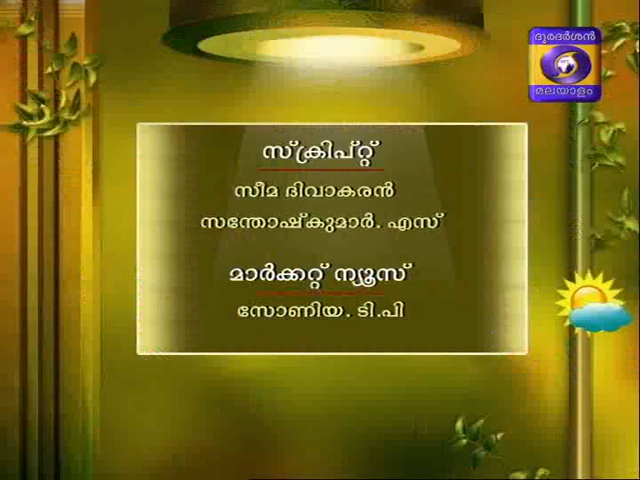 ദൂരദർശൻ
മലയാളം
സ്ക്രിപ്റ്റ്
സീമ ദിവാകരൻ
സന്തോഷ്കുമാർ. എസ്
മാർക്കറ്റ് ന്യൂസ്
സോണിയ. ടി.പി